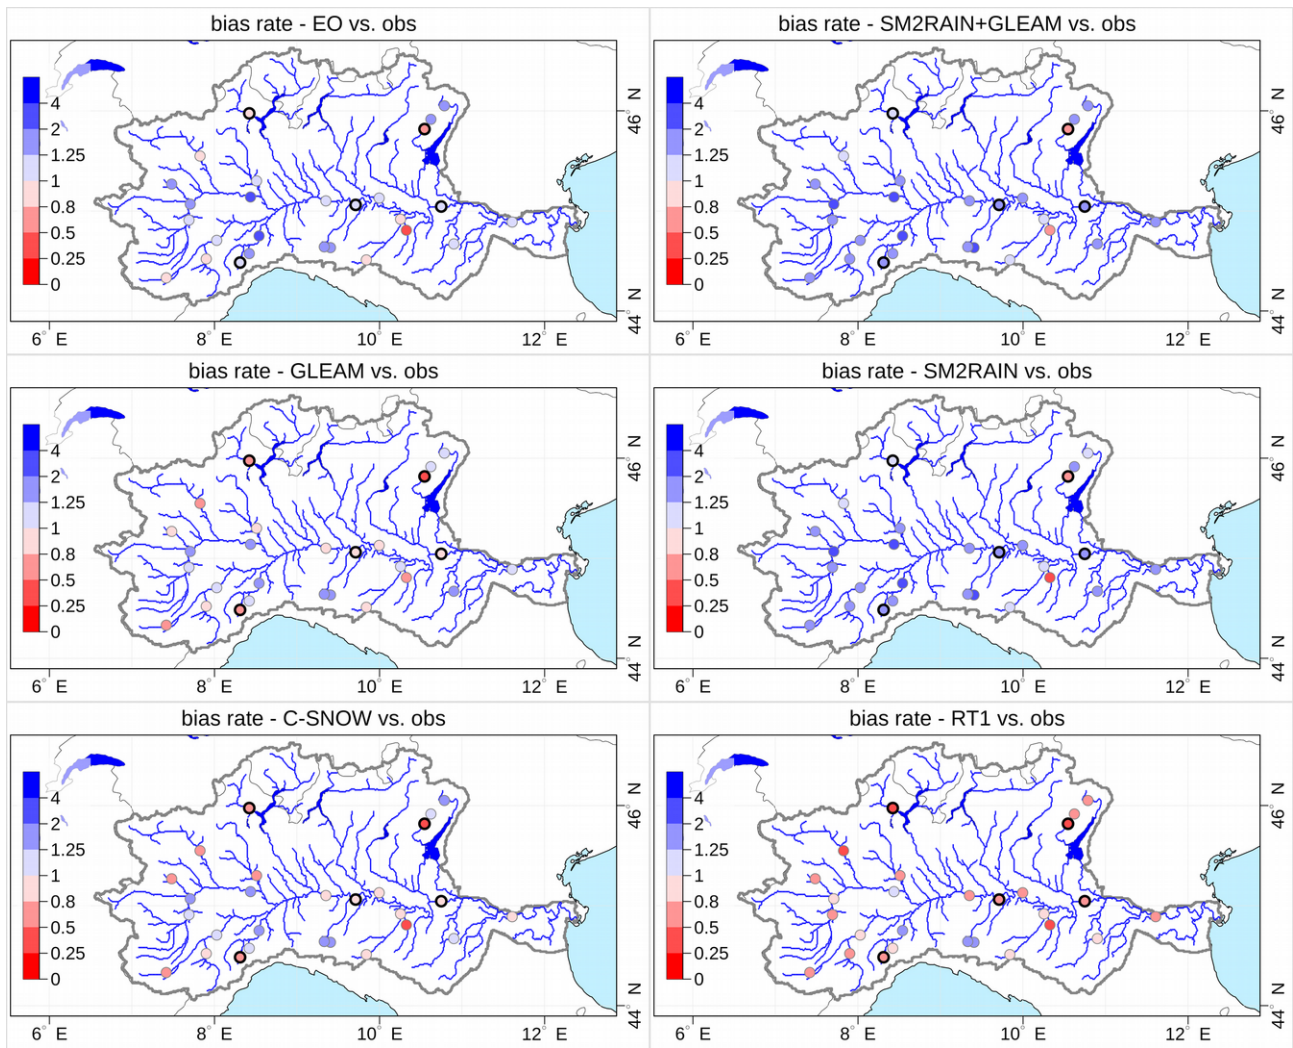 bias rate - EO vs. obs
4
2
1.25
1
0.8
0.5
0.25
0
46° N
44° N
6° E
8° E
10° E
12° E
bias rate - SM2RAIN+GLEAM vs. obs
4
2
1.25
1
0.8
0.5
0.25
0
46° N
44° N
6° E
8° E
10° E
12° E
bias rate - GLEAM vs. obs
4
2
1.25
1
0.8
0.5
0.25
0
46° N
44° N
6° E
8° E
10° E
12° E
bias rate - SM2RAIN vs. obs
4
2
1.25
1
0.8
0.5
0.25
0
46° N
44° N
6° E
8° E
10° E
12° E
bias rate - C-SNOW vs. obs
4
2
1.25
1
0.8
0.5
0.25
0
46° N
44° N
6° E
8° E
10° E
12° E
bias rate - RT1 vs. obs
4
2
1.25
1
0.8
0.5
0.25
0
46° N
44° N
6° E
8° E
10° E
12° E